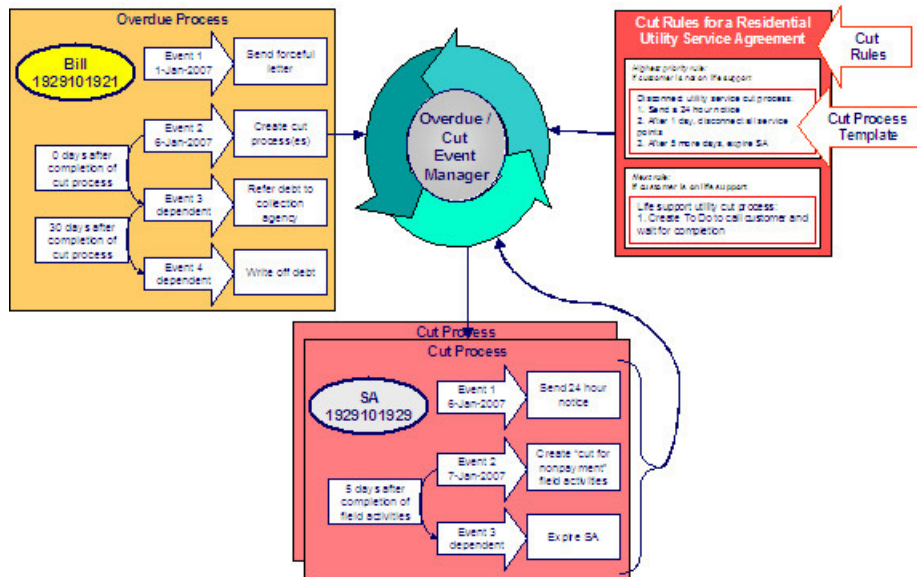 Overdue Process
Bill
1929101921
Event 1
1-Jan-2007
Send forceful
letter
Event 2
6-Jan-2007
Create cut
process(es)
0 days after
completion of
cut process
Event 3
dependent
Refer debt to
collection
agency
30 days after
completion of
cut process
Event 4
dependent
Write off debt
Overdue /
Cut
Event
Manager
Cut Rules for a Residential
Utility Service Agreement
Highest priority rule:
If customer is not on life support
Disconnect utility service cut process:
1. Send a 24 hour notice
2. After 1 day, disconnect all service
points
3. After 5 more days, expire SA
Next rule:
If customer is on life support
Life support utility cut process:
1. Create To Do to call customer and
wait for completion
Cut
Rules
Cut Process
Template
Cut Process
Cut Process
SA
1929101929
Event 1
6-Jan-2007
Send 24 hour
notice
Event 2
7-Jan-2007
Create "cut for
nonpayment"
field activities
5 days after
completion of
field activities
Event 3
dependent
Expire SA